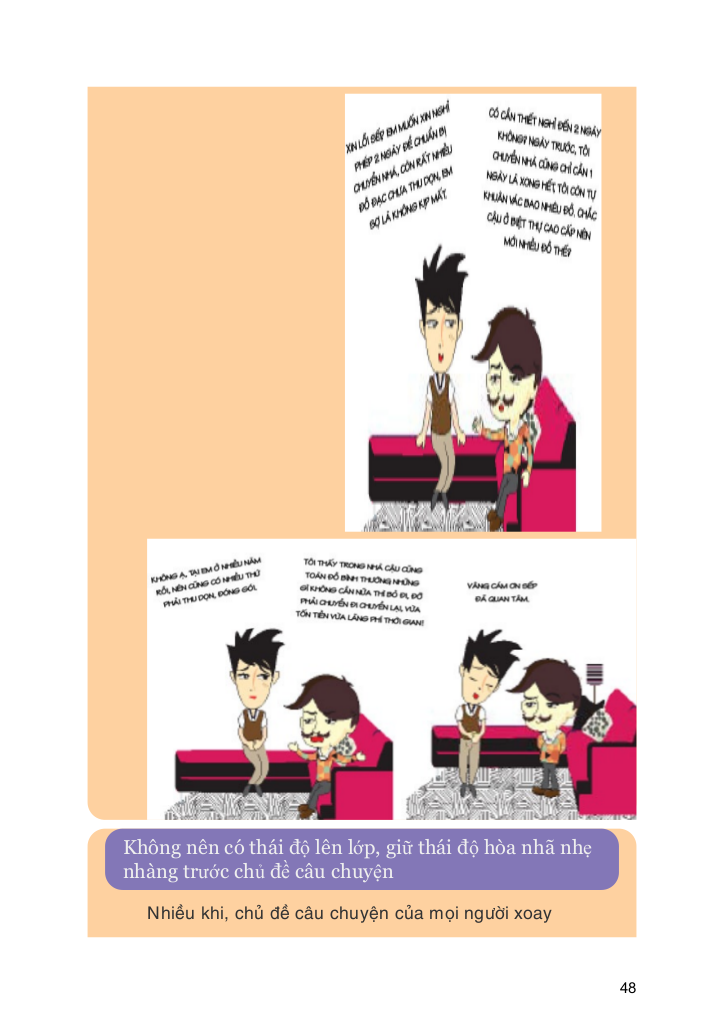 XIN LỖI SẾP EM MUỐN XIN NGHỈ
PHÉP 2 NGÀY ĐỂ CHUẨN BỊ
CHUYỂN NHÀ, CÒN RẤT NHIỀU
ĐỒ ĐẠC CHƯA THU DỌN, EM
SỢ LÀ KHÔNG KỊP MẤT.
CÓ CẦN THIẾT NGHỈ ĐẾN 2 NGÀY
KHÔNG? NGÀY TRƯỚC, TÔI
CHUYỂN NHÀ CŨNG CHỈ CẦN 1
NGÀY LÀ XONG HẾT, TÔI CÒN TỰ
KHUÂN VÁC BAO NHIÊU ĐỒ. CHẮC
CẬU Ở BIỆT THỰ CAO CẤP NÊN
MỚI NHIỀU ĐỒ THẾ?
KHÔNG Ạ, TẠI EM Ở NHIỀU NĂM
RỒI, NÊN CŨNG CÓ NHIỀU THỨ
PHẢI THU DỌN, ĐÓNG GÓI.
TÔI THẤY TRONG NHÀ CẬU CŨNG
TOÀN ĐỒ BÌNH THƯỜNG NHỮNG
GÌ KHÔNG CẦN NỮA THÌ BỎ ĐI, ĐỠ
PHẢI CHUYỂN ĐI CHUYỂN LẠI, VỪA
TỐN TIỀN VỪA LÃNG PHÍ THỜI GIAN!
VÂNG CẢM ƠN SẾP
ĐÃ QUAN TÂM.
Không nên có thái độ lên lớp, giữ thái độ hòa nhã nhẹ
nhàng trước chủ đề câu chuyện
Nhiều khi, chủ đề câu chuyện của mọi người xoay
48